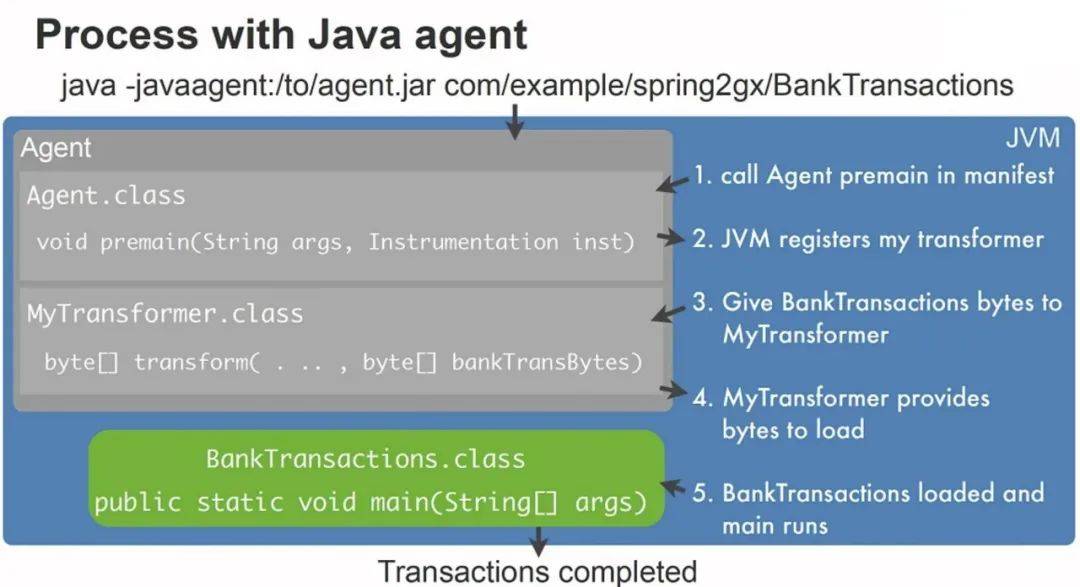 Process with Java agent
java -javaagent:/to/agent.jar com/example/spring2gx/BankTransactions
JVM
Agent
Agent.class
void premain(String args, Instrumentation inst)
MyTransformer.class
byte[] transform( . .. , byte[] bankTransBytes)
BankTransactions.class
public static void main(String[] args)
1. call Agent premain in manifest
2. JVM registers my transformer
3. Give BankTransactions bytes to
MyTransformer
4. MyTransformer provides
bytes to load
5. BankTransactions loaded and
main runs
Transactions completed